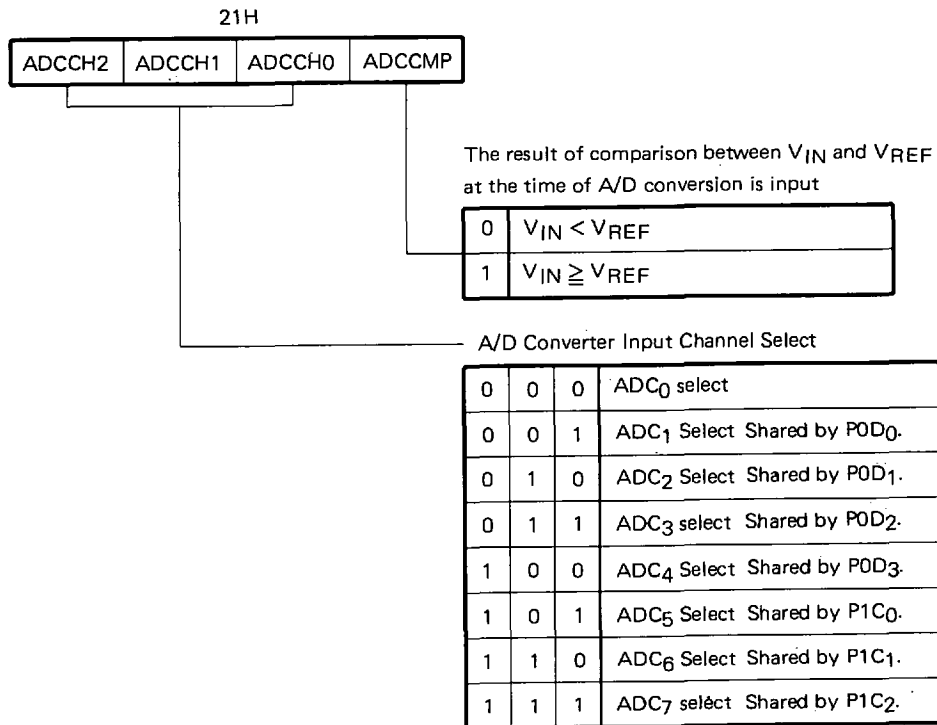 21H
ADCCH2 ADCCH1 ADCCH0 ADCCMP
The result of comparison between VIN and VREF
at the time of A/D conversion is input
0 VIN < VREF
1 VIN ≧ VREF
A/D Converter Input Channel Select
0 0 0 ADC0 select
0 0 1 ADC1 Select Shared by P0D0.
0 1 0 ADC2 Select Shared by P0D1.
0 1 1 ADC3 select Shared by P0D2.
1 0 0 ADC4 Select Shared by P0D3.
1 0 1 ADC5 Select Shared by P1C0.
1 1 0 ADC6 Select Shared by P1C1.
1 1 1 ADC7 select Shared by P1C2.